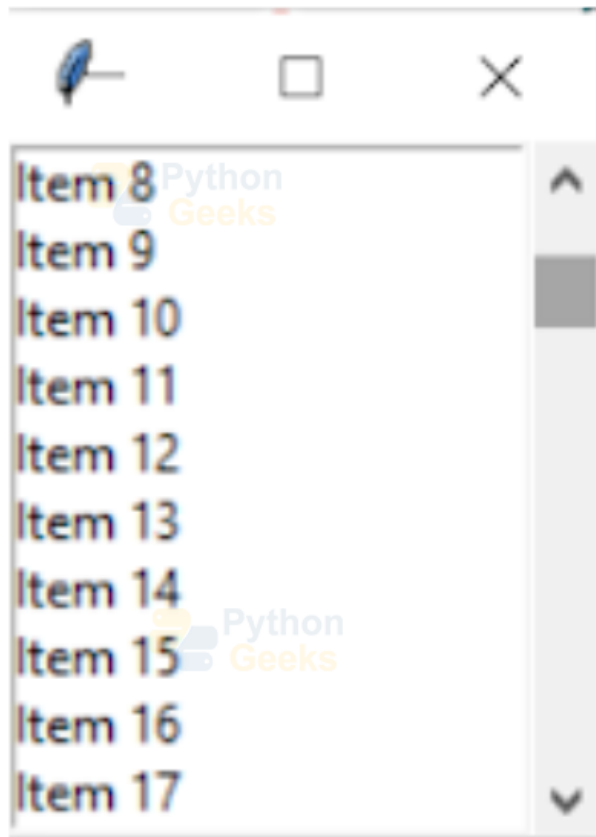 Item 8
Python
Geeks
Item 9
Item 10
Item 11
Item 12
Item 13
Item 14
Python
Item 15
Geeks
Item 16
Item 17